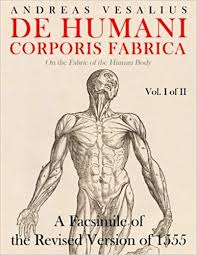 ANDREAS VESALIUS
DE HUMANI
CORPORIS FABRICA
On the Fabric of the Human Body
Vol. I of II
A Facsimile of
the Revised Version of 1555